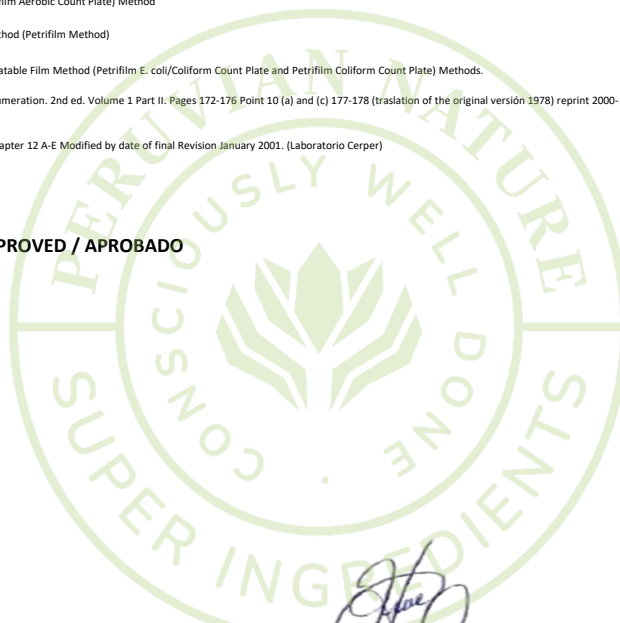 film Aerobic Count Plate) Method
thod (Petrifilm Method)
atable Film Method (Petrifilm E. coli/Coliform Count Plate and Petrifilm Coliform Count Plate) Methods.
umeration. 2nd ed. Volume 1 Part II. Pages 172-176 Point 10 (a) and (c) 177-178 (traslation of the original versión 1978) reprint 2000-
apter 12 A-E Modified by date of final Revision January 2001. (Laboratorio Cerper)
PROVED / APROBADO
PERUVIAN NATURE
CONSCIOUSLY WELL DONE .
SUPER INGREDIENTS